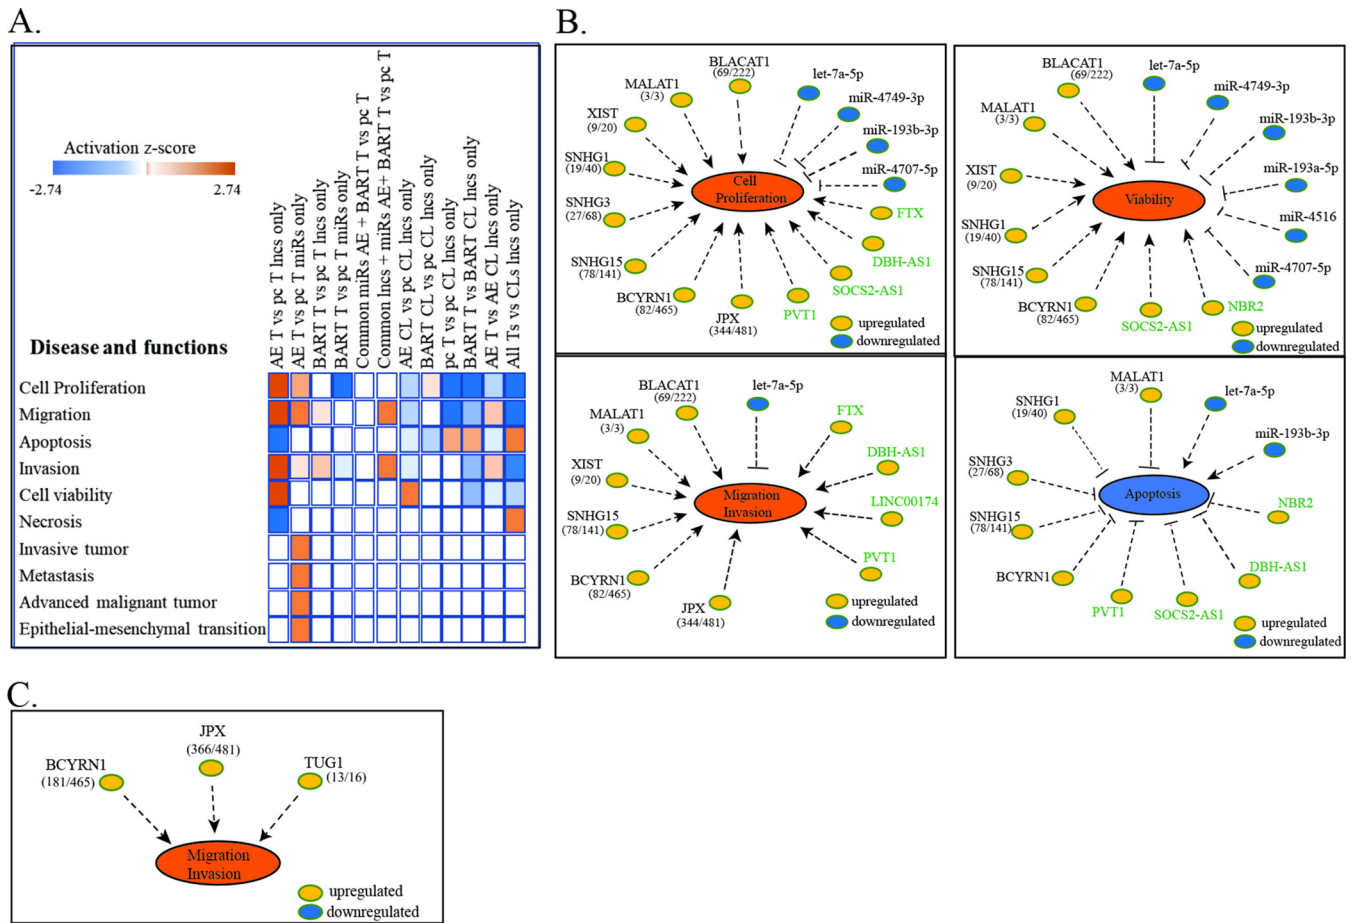 A.
Activation z-score
-2.74
2.74
AE T vs pc T lncs only
AE T vs pc T miRs only
BART T vs pc T lncs only
BART T vs pc T miRs only
Common miRs AE + BART T vs pc T
Common lncs + miRs AE+ BART T vs pc T
AE CL vs pc CL lncs only
BART CL vs pc CL lncs only
pc T vs pc CL lncs only
BART T vs BART CL lncs only
AE T vs AE CL lncs only
All Ts vs CLs lncs only
Disease and functions
Cell Proliferation
Migration
Apoptosis
Invasion
Cell viability
Necrosis
Invasive tumor
Metastasis
Advanced malignant tumor
Epithelial-mesenchymal transition
B.
BLACAT1
(69/222)
MALAT1
(3/3)
XIST
(9/20)
SNHG1
(19/40)
SNHG3
(27/68)
SNHG15
(78/141)
BCYRN1
(82/465)
JPX
(344/481)
PVT1
SOCS2-AS1
DBH-AS1
FTX
miR-4707-5p
miR-193b-3p
miR-4749-3p
let-7a-5p
Cell
Proliferation
upregulated
downregulated
BLACAT1
(69/222)
MALAT1
(3/3)
XIST
(9/20)
SNHG1
(19/40)
SNHG15
(78/141)
BCYRN1
(82/465)
SOCS2-AS1
NBR2
miR-4707-5p
miR-4516
miR-193a-5p
miR-193b-3p
miR-4749-3p
let-7a-5p
Viability
upregulated
downregulated
BLACAT1
(69/222)
MALAT1
(3/3)
XIST
(9/20)
SNHG15
(78/141)
BCYRN1
(82/465)
JPX
(344/481)
PVT1
LINC00174
DBH-AS1
FTX
let-7a-5p
Migration
Invasion
upregulated
downregulated
MALAT1
(3/3)
SNHG1
(19/40)
SNHG3
(27/68)
SNHG15
(78/141)
BCYRN1
PVT1
SOCS2-AS1
DBH-AS1
NBR2
miR-193b-3p
let-7a-5p
Apoptosis
upregulated
downregulated
C.
BCYRN1
(181/465)
JPX
(366/481)
TUG1
(13/16)
Migration
Invasion
upregulated
downregulated